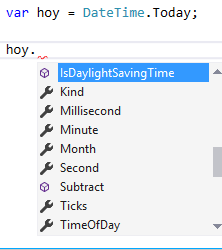 var hoy = DateTime.Today;
hoy.
IsDaylightSavingTime
Kind
Millisecond
Minute
Month
Second
Subtract
Ticks
TimeOfDay